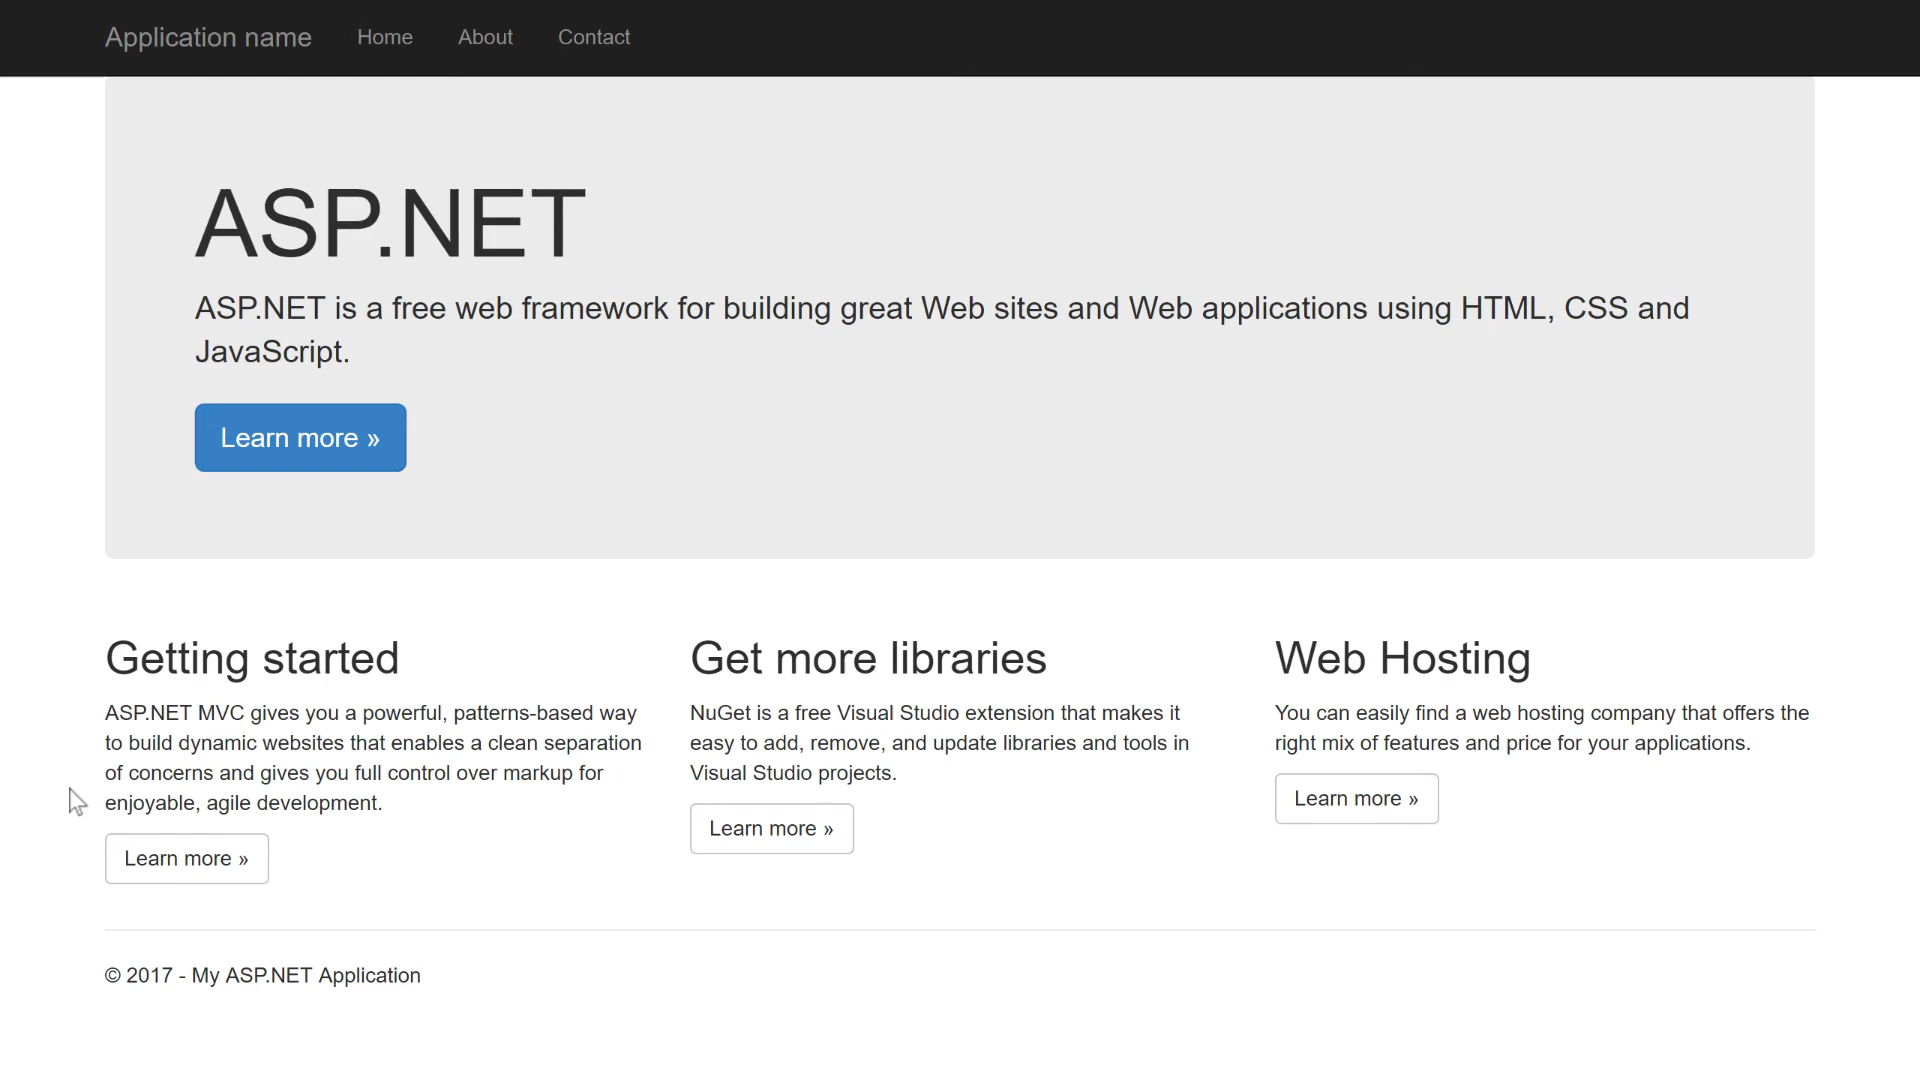 Application name Home About Contact
ASP.NET
ASP.NET is a free web framework for building great Web sites and Web applications using HTML, CSS and
JavaScript.
Learn more »
Getting started
ASP.NET MVC gives you a powerful, patterns-based way
to build dynamic websites that enables a clean separation
of concerns and gives you full control over markup for
enjoyable, agile development.
Learn more »
Get more libraries
NuGet is a free Visual Studio extension that makes it
easy to add, remove, and update libraries and tools in
Visual Studio projects.
Learn more »
Web Hosting
You can easily find a web hosting company that offers the
right mix of features and price for your applications.
Learn more »
© 2017 - My ASP.NET Application